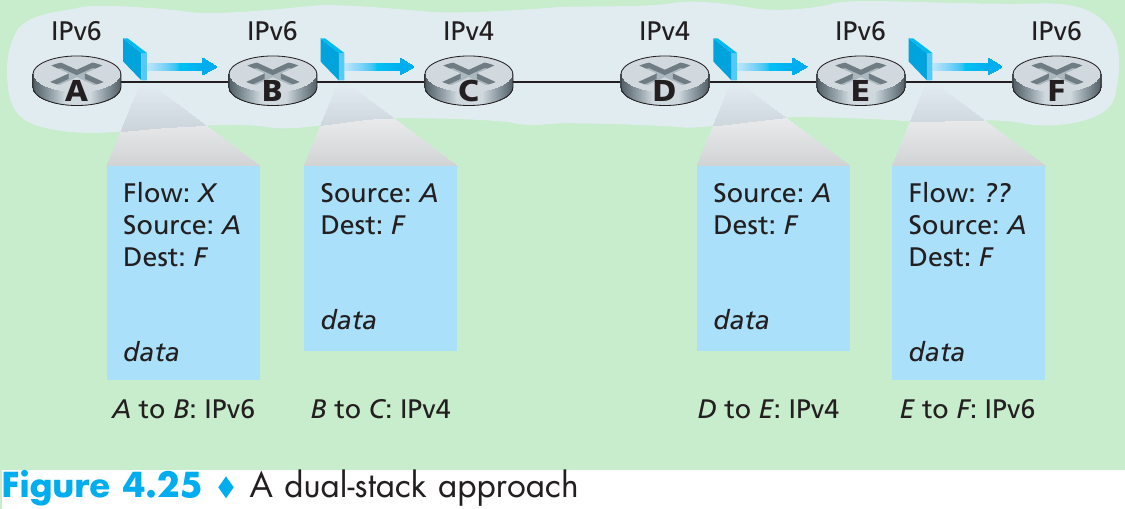 IPv6 IPv6 IPv4 IPv4 IPv6 IPv6
A B C D E F
Flow: X
Source: A
Dest: F
data
Source: A
Dest: F
data
Source: A
Dest: F
data
Flow: ??
Source: A
Dest: F
data
A to B: IPv6
B to C: IPv4
D to E: IPv4
E to F: IPv6
Figure 4.25 ♦ A dual-stack approach